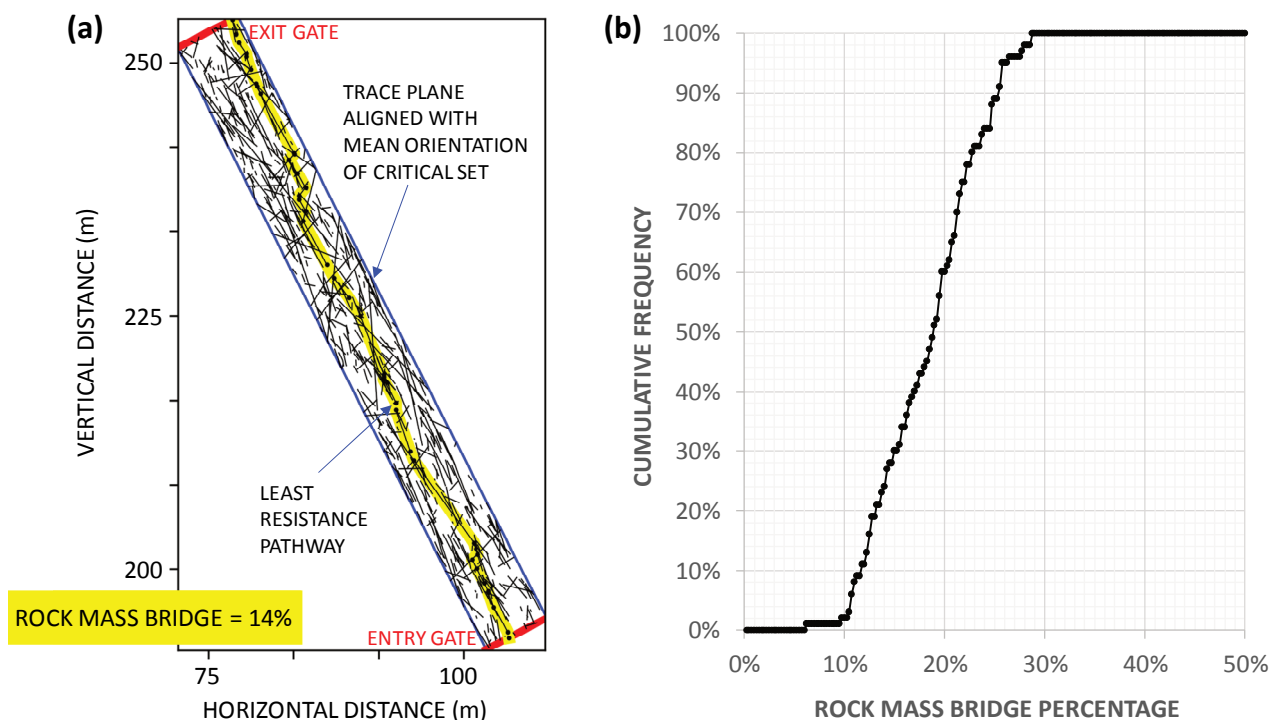 (a)
EXIT GATE
250
TRACE PLANE
ALIGNED WITH
MEAN ORIENTATION
OF CRITICAL SET
VERTICAL DISTANCE (m)
225
LEAST
RESISTANCE
PATHWAY
200
ROCK MASS BRIDGE = 14%
ENTRY GATE
75
100
HORIZONTAL DISTANCE (m)
(b)
100%
90%
80%
70%
60%
50%
40%
30%
20%
10%
0%
CUMULATIVE FREQUENCY
0%
10%
20%
30%
40%
50%
ROCK MASS BRIDGE PERCENTAGE